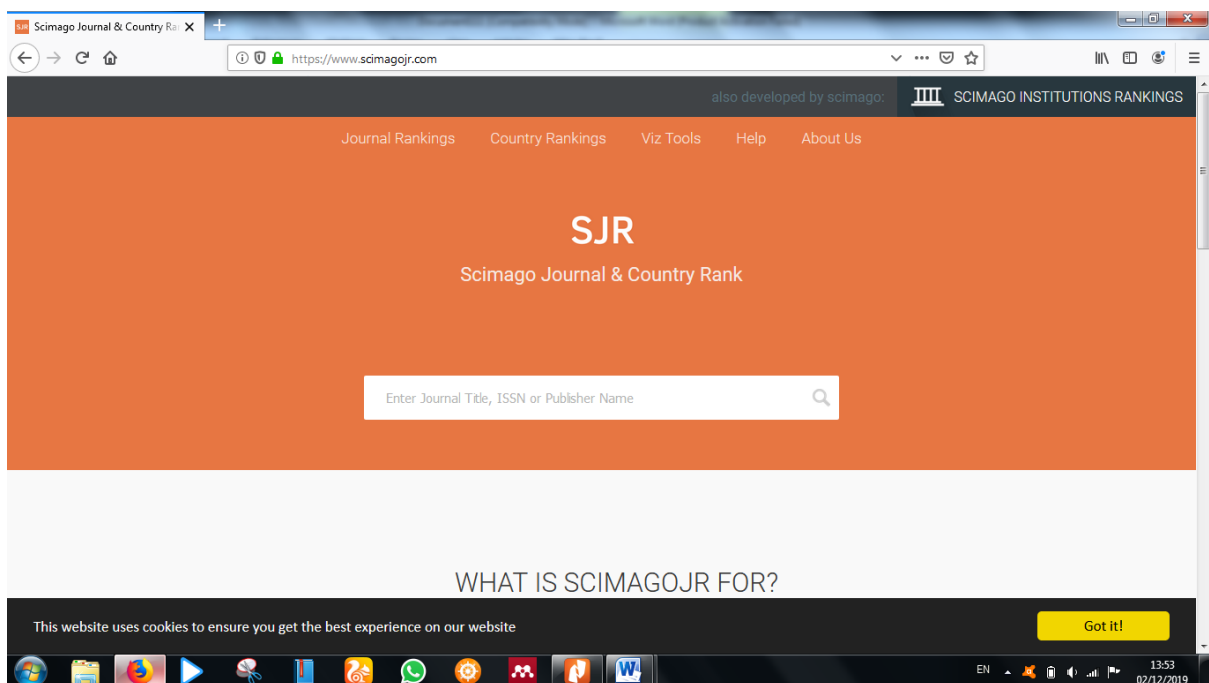 SJR Scimago Journal & Country Ra
https://www.scimagojr.com
also developed by scimago: SCIMAGO INSTITUTIONS RANKINGS
Journal Rankings Country Rankings Viz Tools Help About Us
SJR
Scimago Journal & Country Rank
Enter Journal Title, ISSN or Publisher Name
WHAT IS SCIMAGOJR FOR?
This website uses cookies to ensure you get the best experience on our website Got it!
EN 13:53
02/12/2019